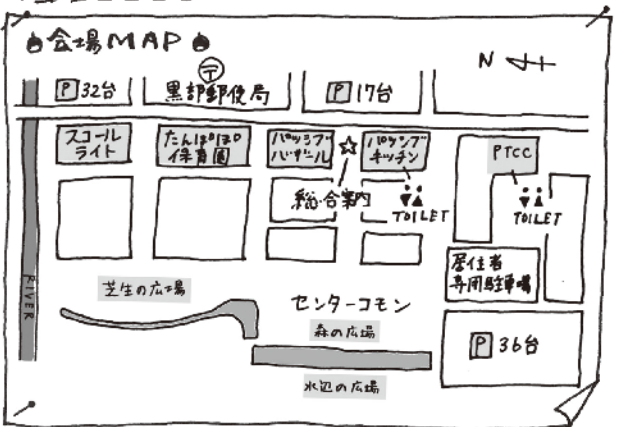 会場MAP
N
P 32台
〒
黒部郵便局
P 17台
スコール
ライト
たんぽぽ
保育園
パッシブ
バザール
☆
パッシブ
キッチン
PTCC
総合案内
TOILET
TOILET
RIVER
居住者
専用駐車場
芝生の広場
センターコモン
森の広場
P 36台
水辺の広場